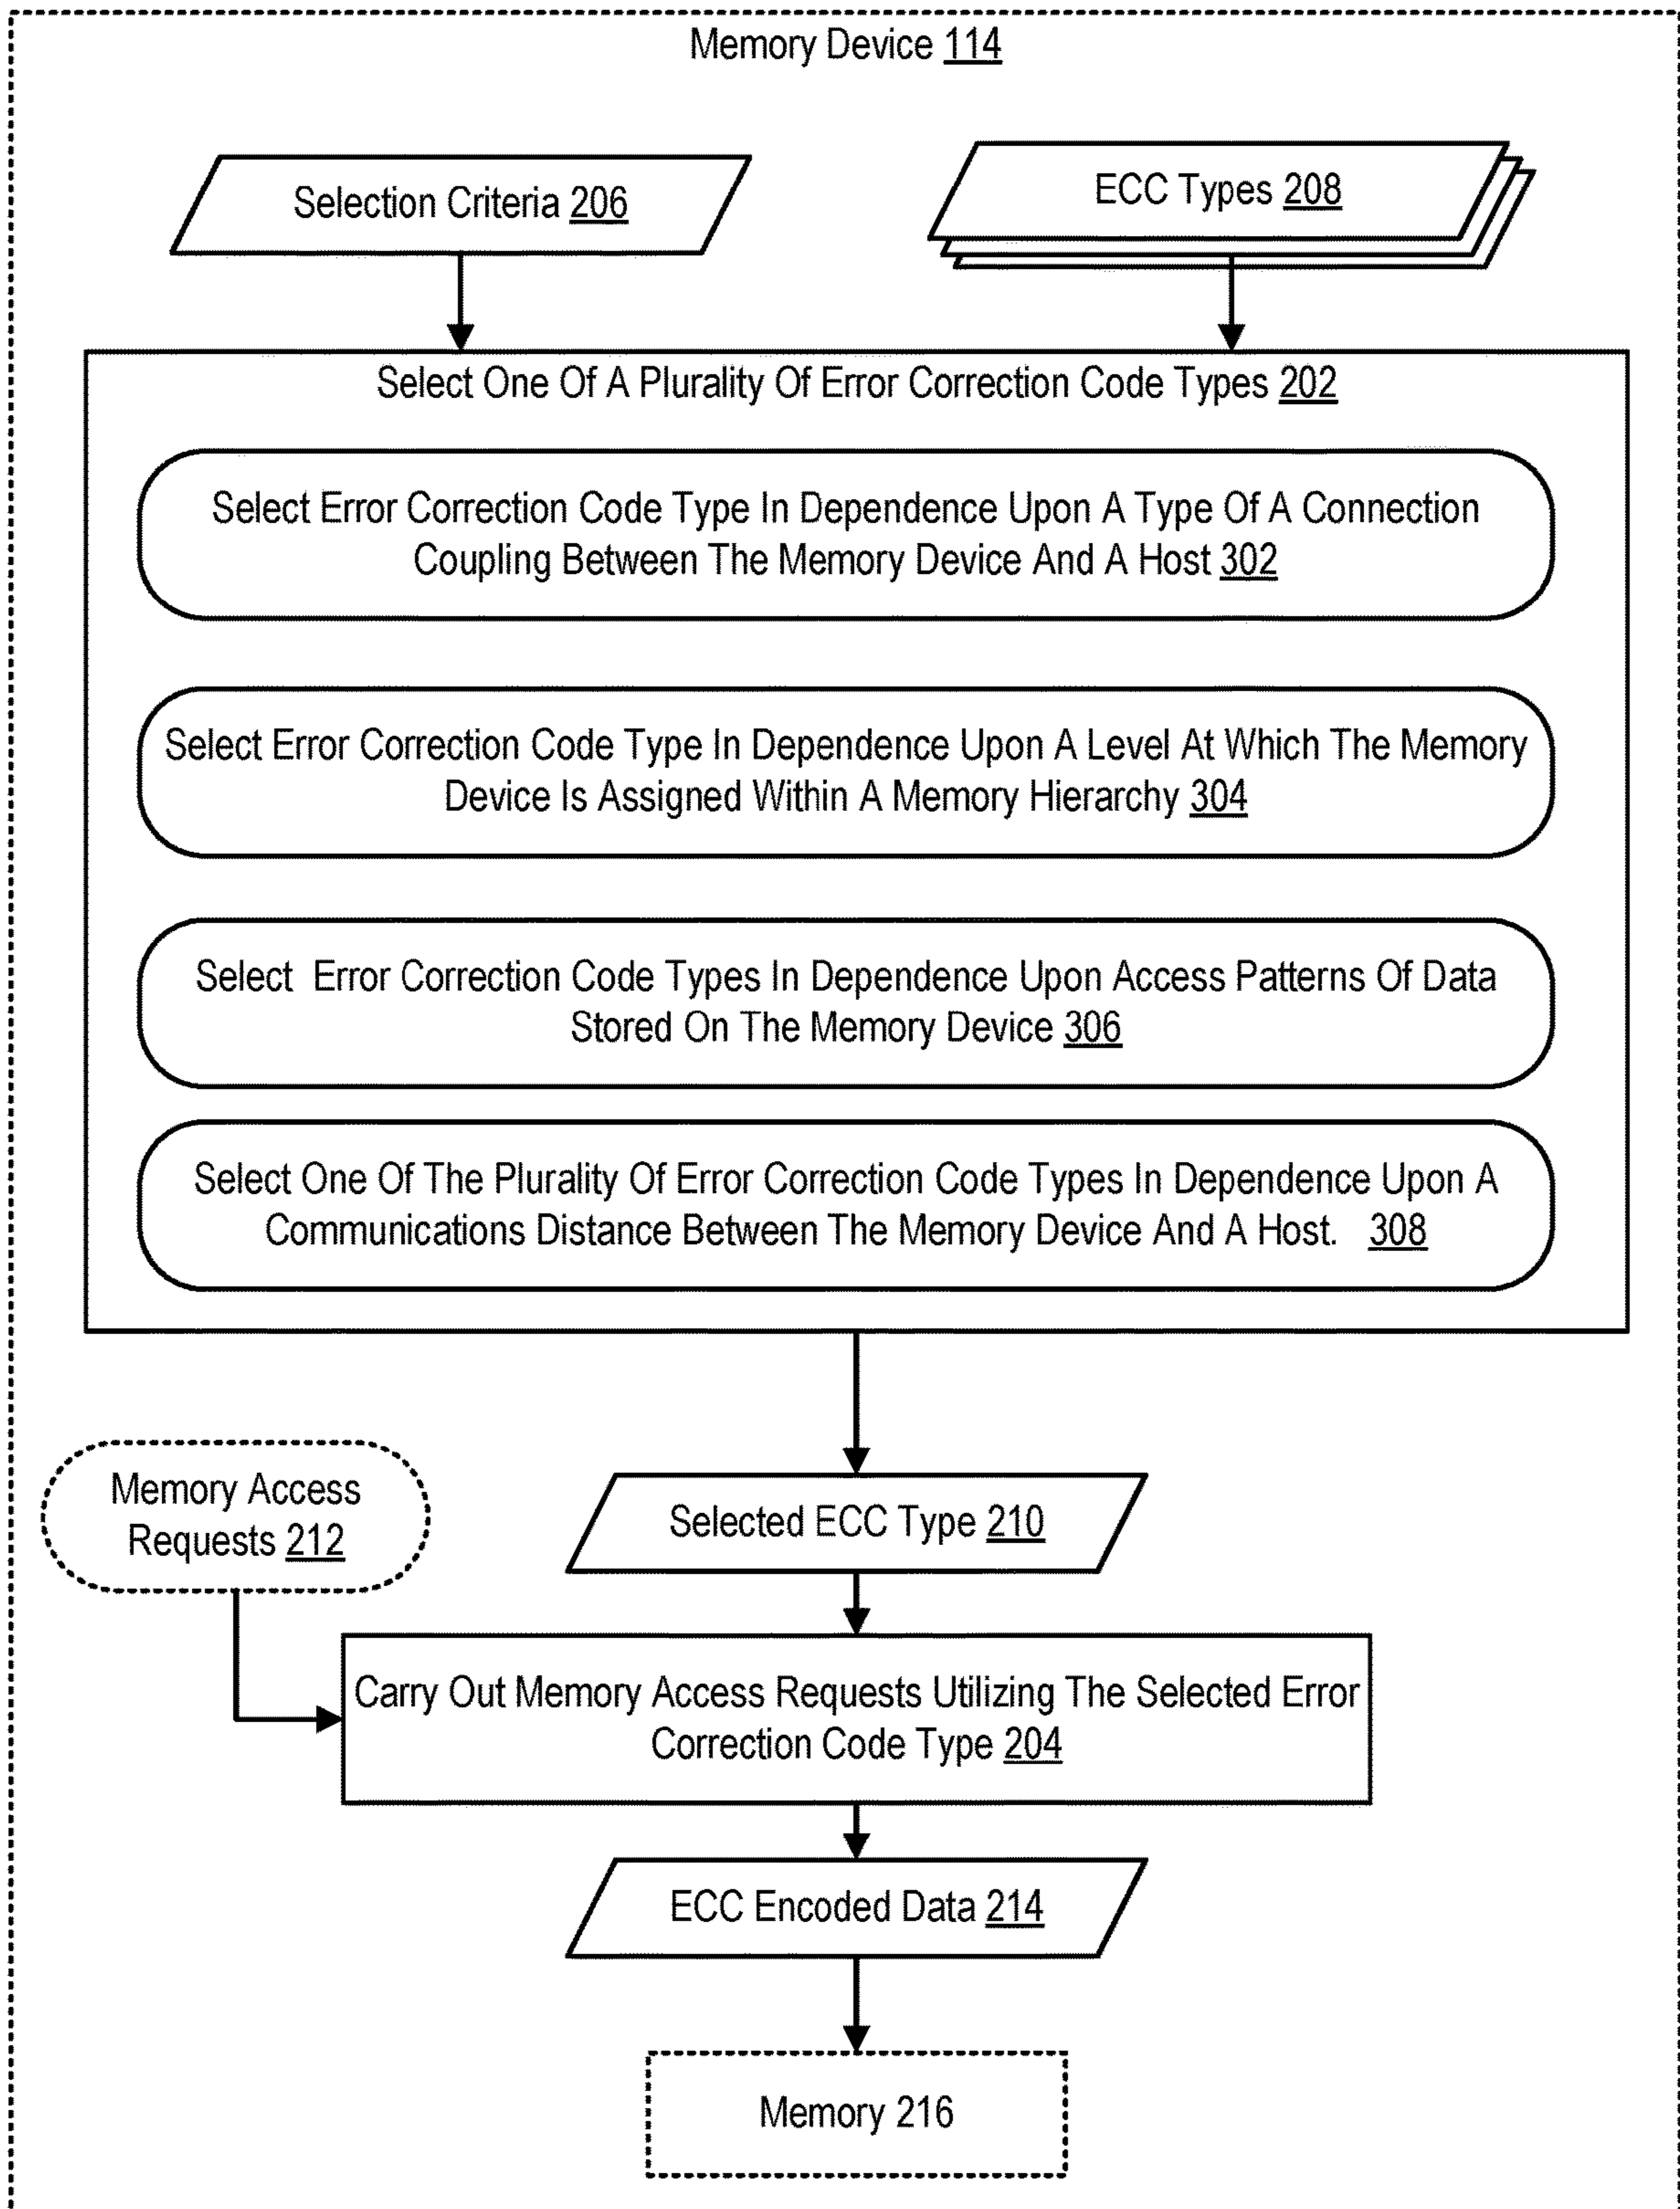 Memory Device 114
Selection Criteria 206
ECC Types 208
Select One Of A Plurality Of Error Correction Code Types 202
Select Error Correction Code Type In Dependence Upon A Type Of A Connection
Coupling Between The Memory Device And A Host 302
Select Error Correction Code Type In Dependence Upon A Level At Which The Memory
Device Is Assigned Within A Memory Hierarchy 304
Select Error Correction Code Types In Dependence Upon Access Patterns Of Data
Stored On The Memory Device 306
Select One Of The Plurality Of Error Correction Code Types In Dependence Upon A
Communications Distance Between The Memory Device And A Host. 308
Memory Access
Requests 212
Selected ECC Type 210
Carry Out Memory Access Requests Utilizing The Selected Error
Correction Code Type 204
ECC Encoded Data 214
Memory 216